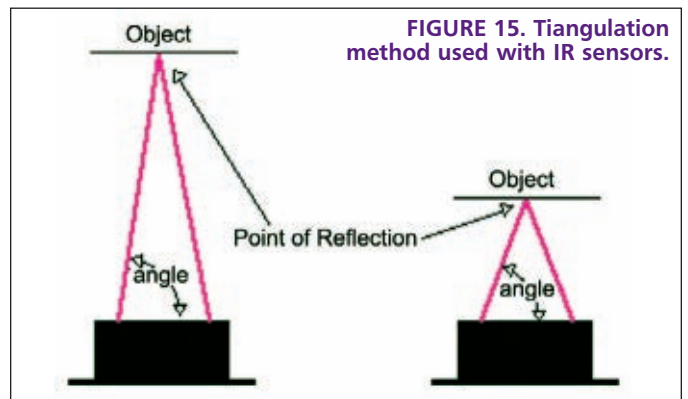 FIGURE 15. Tiangulation
method used with IR sensors.
Object
Object
Point of Reflection
angle
angle